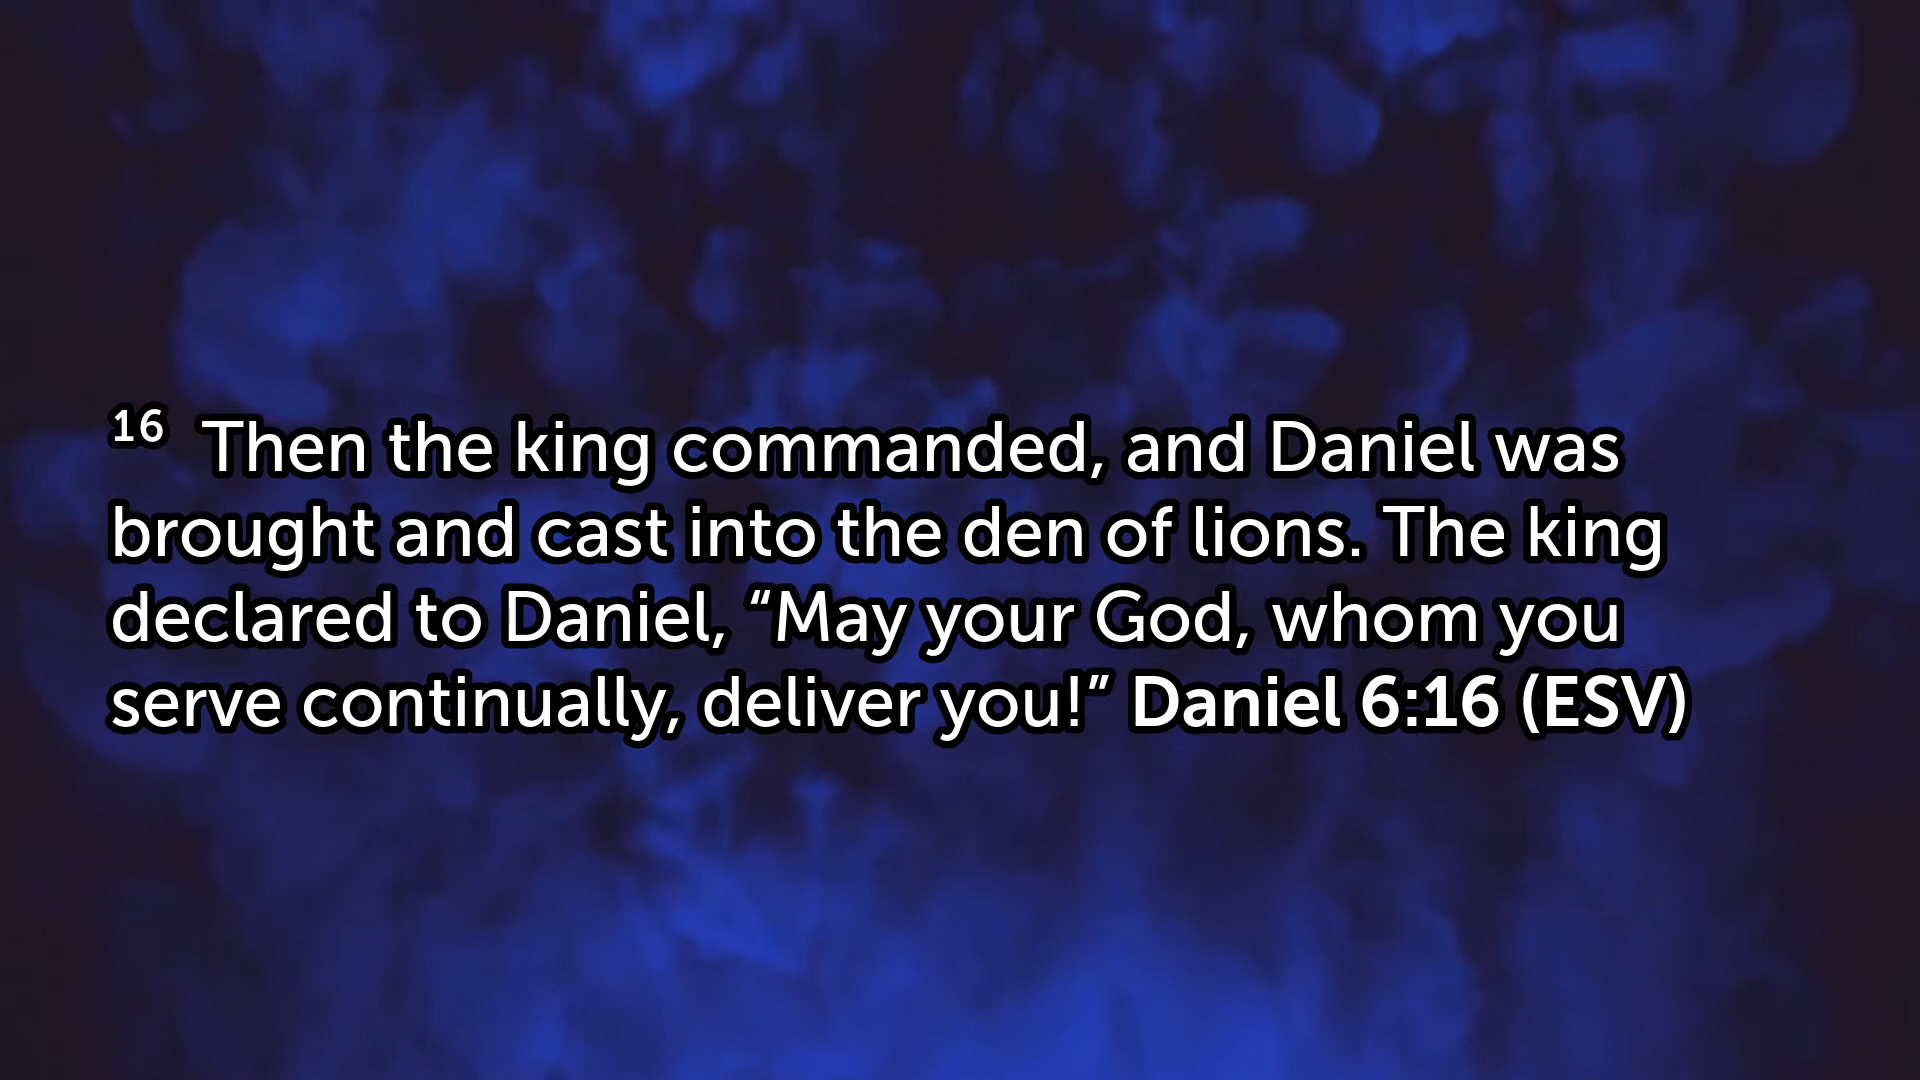 16 Then the king commanded, and Daniel was
brought and cast into the den of lions. The king
declared to Daniel, “May your God, whom you
serve continually, deliver you!” Daniel 6:16 (ESV)